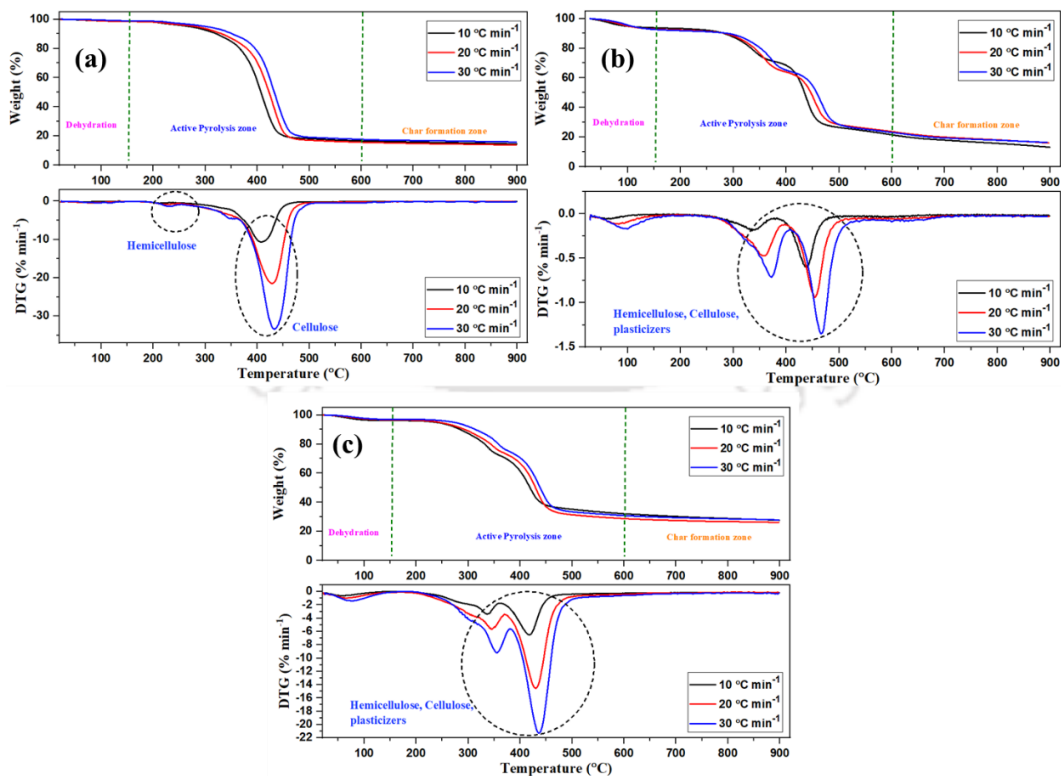 (a)
10 °C min⁻¹
20 °C min⁻¹
30 °C min⁻¹
Weight (%)
100
80
60
40
20
0
Dehydration
Active Pyrolysis zone
Char formation zone
100 200 300 400 500 600 700 800 900
DTG (% min⁻¹)
0
-10
-20
-30
Hemicellulose
Cellulose
10 °C min⁻¹
20 °C min⁻¹
30 °C min⁻¹
100 200 300 400 500 600 700 800 900
Temperature (°C)
(b)
10 °C min⁻¹
20 °C min⁻¹
30 °C min⁻¹
Weight (%)
100
80
60
40
20
0
Dehydration
Active Pyrolysis zone
Char formation zone
100 200 300 400 500 600 700 800 900
DTG (% min⁻¹)
0.0
-0.5
-1.0
-1.5
Hemicellulose, Cellulose,
plasticizers
10 °C min⁻¹
20 °C min⁻¹
30 °C min⁻¹
100 200 300 400 500 600 700 800 900
Temperature (°C)
(c)
10 °C min⁻¹
20 °C min⁻¹
30 °C min⁻¹
Weight (%)
100
80
60
40
20
0
Dehydration
Active Pyrolysis zone
Char formation zone
100 200 300 400 500 600 700 800 900
DTG (% min⁻¹)
0
-2
-4
-6
-8
-10
-12
-14
-16
-18
-20
-22
Hemicellulose, Cellulose,
plasticizers
10 °C min⁻¹
20 °C min⁻¹
30 °C min⁻¹
100 200 300 400 500 600 700 800 900
Temperature (°C)